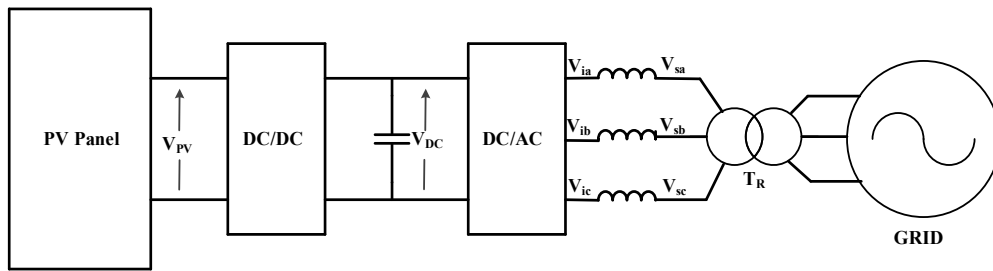 PV Panel
V_PV
DC/DC
V_DC
DC/AC
V_ia
V_sa
V_ib
V_sb
V_ic
V_sc
T_R
GRID